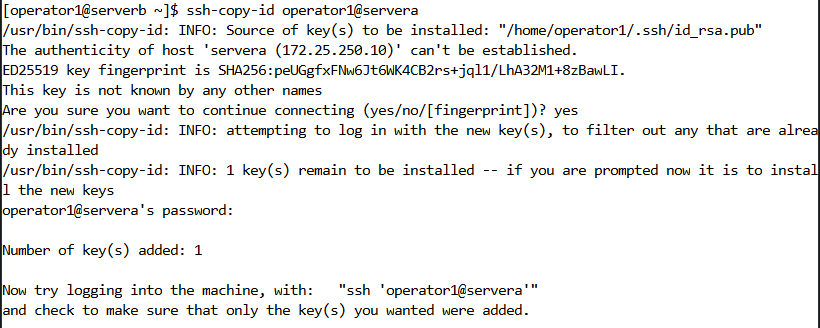 [operator1@serverb ~]$ ssh-copy-id operator1@servera
/usr/bin/ssh-copy-id: INFO: Source of key(s) to be installed: "/home/operator1/.ssh/id_rsa.pub"
The authenticity of host 'servera (172.25.250.10)' can't be established.
ED25519 key fingerprint is SHA256:peUGgfxFNw6Jt6WK4CB2rs+jql1/LhA32M1+8zBawLI.
This key is not known by any other names
Are you sure you want to continue connecting (yes/no/[fingerprint])? yes
/usr/bin/ssh-copy-id: INFO: attempting to log in with the new key(s), to filter out any that are alrea
dy installed
/usr/bin/ssh-copy-id: INFO: 1 key(s) remain to be installed -- if you are prompted now it is to instal
l the new keys
operator1@servera's password:
Number of key(s) added: 1
Now try logging into the machine, with:   "ssh 'operator1@servera'"
and check to make sure that only the key(s) you wanted were added.